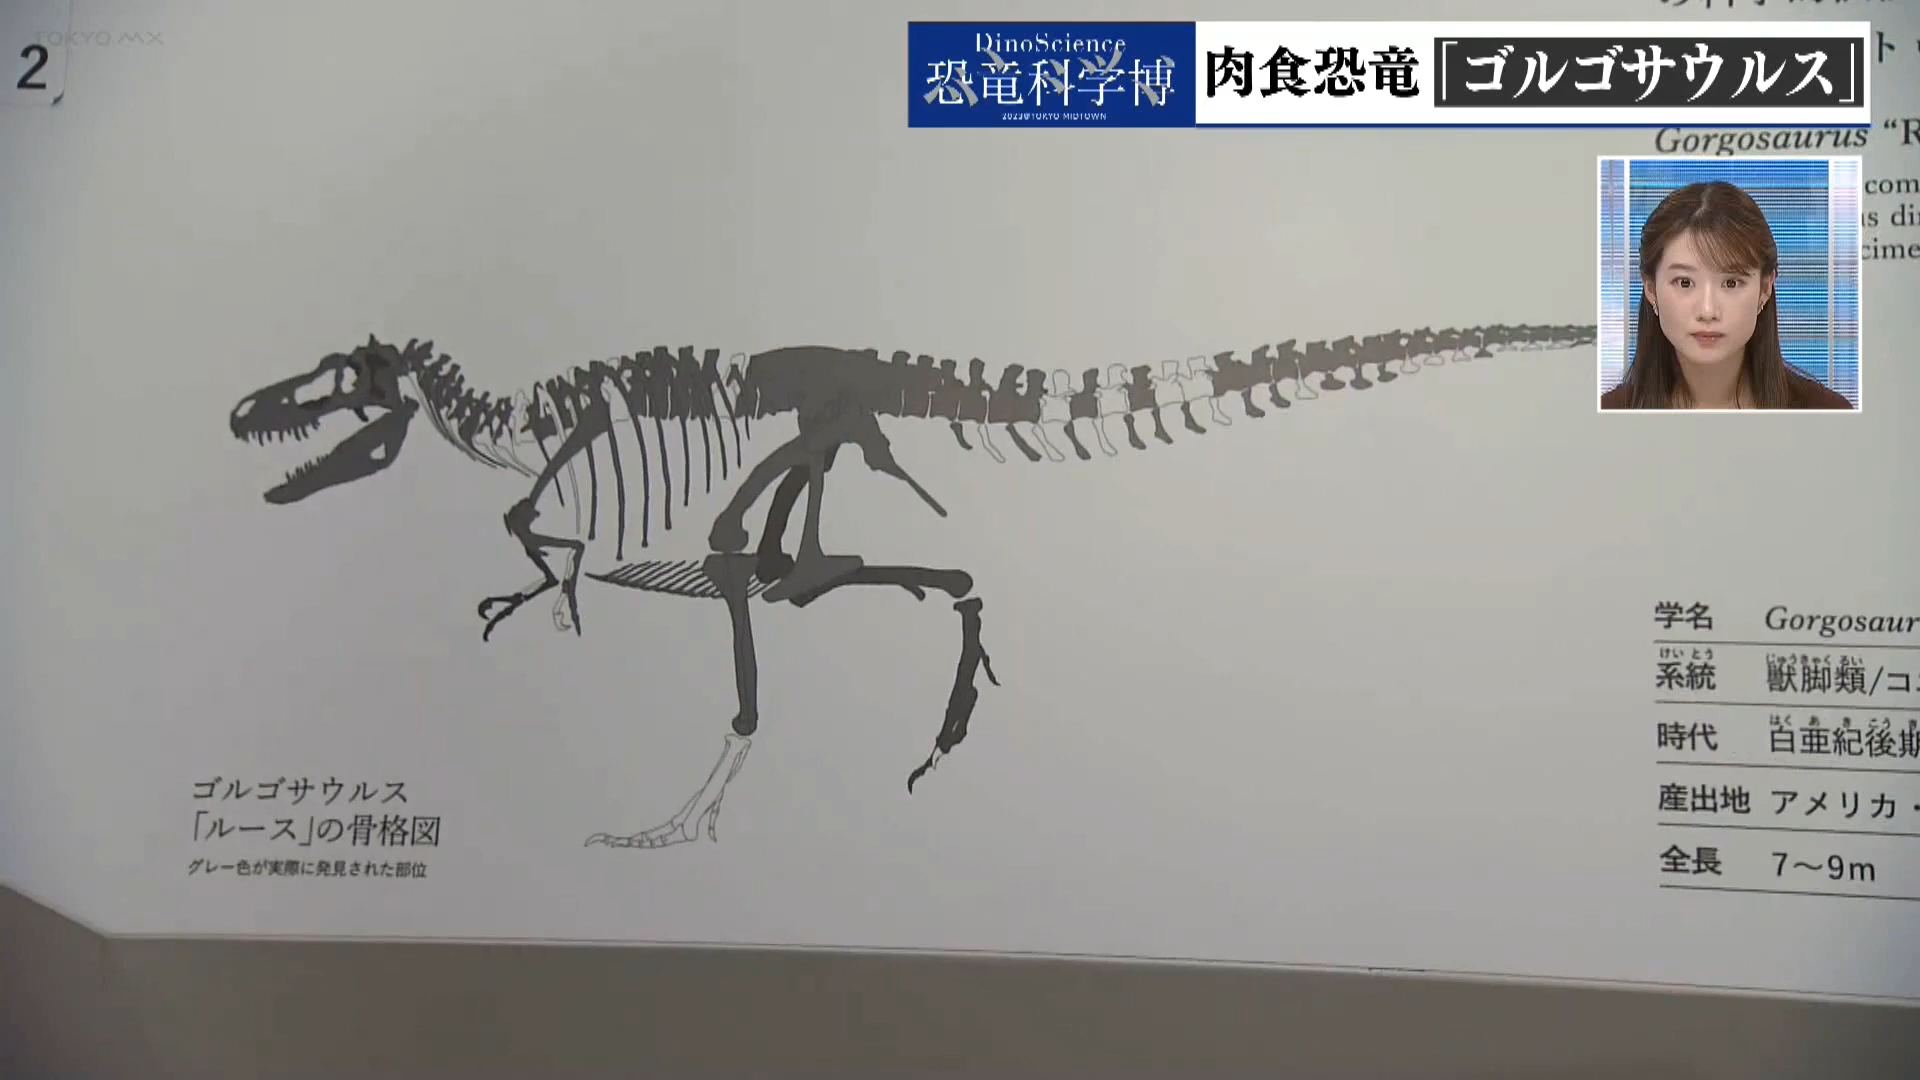 TOKYO MX
2
DinoScience
恐竜科学博
2023@TOKYO MIDTOWN
肉食恐竜「ゴルゴサウルス」
Gorgosaurus “R
com
s di
cime
学名 Gorgosaur
けいとう じゅうきゃくるい
系統 獣脚類/コ
はくあきこうき
時代 白亜紀後期
産出地 アメリカ・
全長 7〜9m
ゴルゴサウルス
「ルース」の骨格図
グレー色が実際に発見された部位